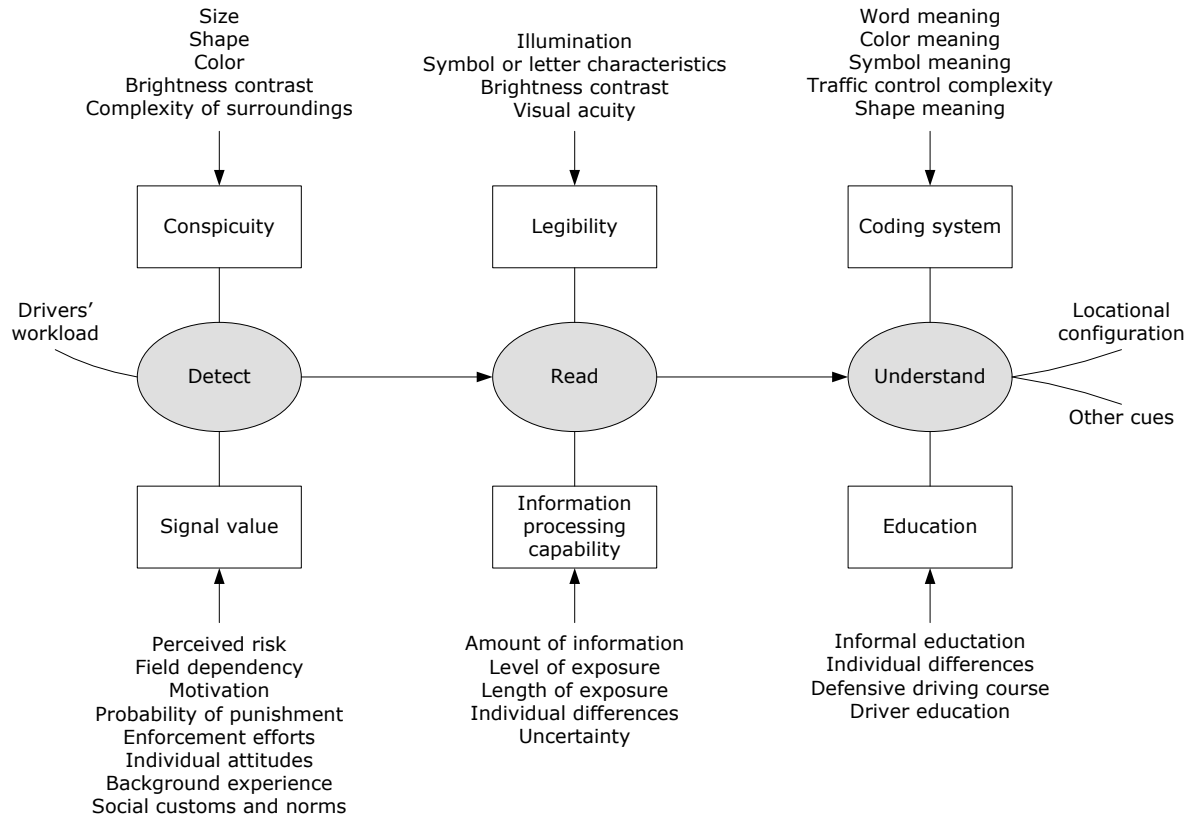 Size
Shape
Color
Brightness contrast
Complexity of surroundings
Illumination
Symbol or letter characteristics
Brightness contrast
Visual acuity
Word meaning
Color meaning
Symbol meaning
Traffic control complexity
Shape meaning
Conspicuity
Legibility
Coding system
Drivers’
workload
Detect
Read
Understand
Locational
configuration
Other cues
Signal value
Information
processing
capability
Education
Perceived risk
Field dependency
Motivation
Probability of punishment
Enforcement efforts
Individual attitudes
Background experience
Social customs and norms
Amount of information
Level of exposure
Length of exposure
Individual differences
Uncertainty
Informal eductation
Individual differences
Defensive driving course
Driver education